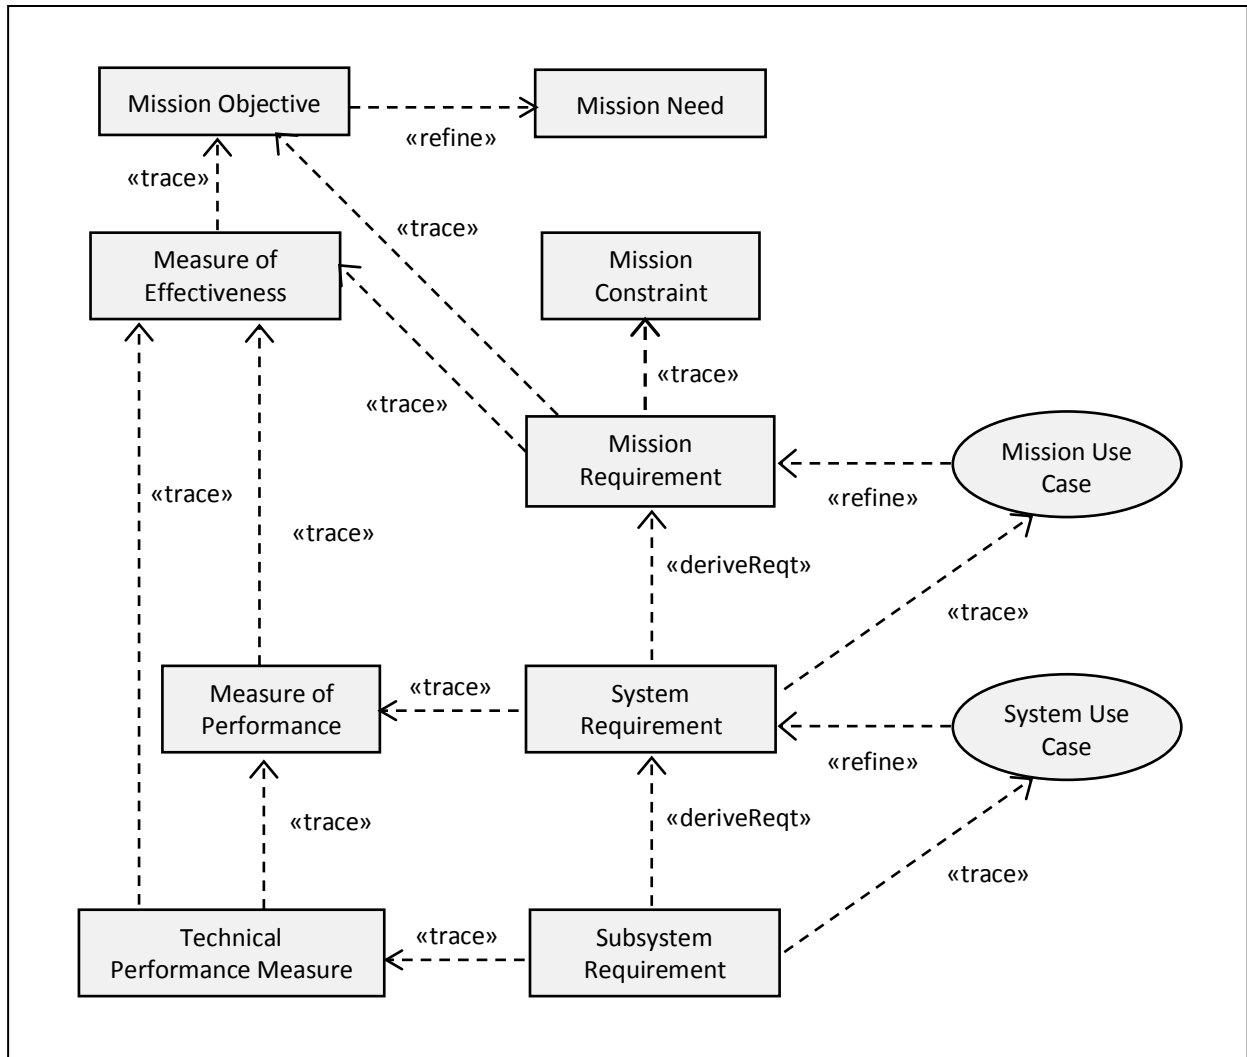 Mission Objective
Mission Need
«refine»
«trace»
«trace»
Measure of
Effectiveness
Mission
Constraint
«trace»
«trace»
Mission
Requirement
Mission Use
Case
«refine»
«trace»
«trace»
«deriveReqt»
«trace»
Measure of
Performance
«trace»
System
Requirement
System Use
Case
«refine»
«trace»
«deriveReqt»
«trace»
Technical
Performance Measure
«trace»
Subsystem
Requirement